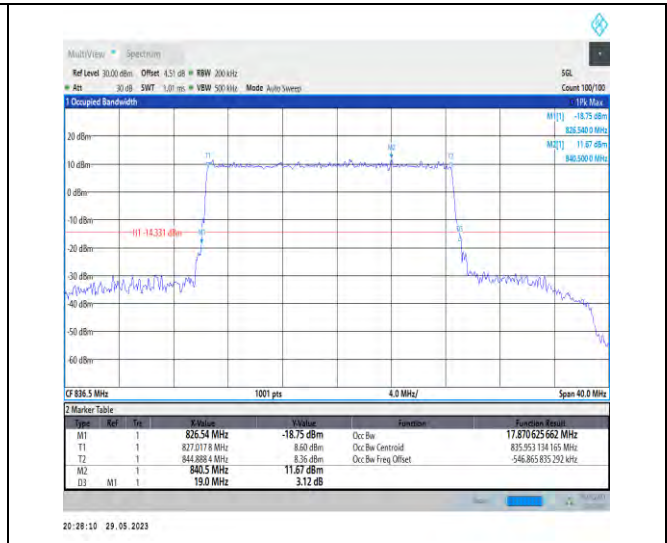 MultiView Spectrum
Ref Level 30.00 dBm Offset 4.51 dB RBW 200 kHz SGL
Att 30 dB SWT 1.01 ms VBW 500 kHz Mode Auto Sweep Count 100/100
1 Occupied Bandwidth 1Pk Max
M1[1] -18.75 dBm
826.540 0 MHz
M2[1] 11.67 dBm
840.500 0 MHz
20 dBm
M2
T1 T2
10 dBm
0 dBm
-10 dBm
H1 -14.331 dBm M1 D3
-20 dBm
-30 dBm
-40 dBm
-50 dBm
-60 dBm
CF 836.5 MHz 1001 pts 4.0 MHz/ Span 40.0 MHz
2 Marker Table
Type Ref Trc X-Value Y-Value Function Function Result
M1 1 826.54 MHz -18.75 dBm Occ Bw 17.870 625 662 MHz
T1 1 827.017 8 MHz 8.60 dBm Occ Bw Centroid 835.953 134 165 MHz
T2 1 844.888 4 MHz 8.36 dBm Occ Bw Freq Offset -546.865 835 292 kHz
M2 1 840.5 MHz 11.67 dBm
D3 M1 1 19.0 MHz 3.12 dB
20:28:10 29.05.2023